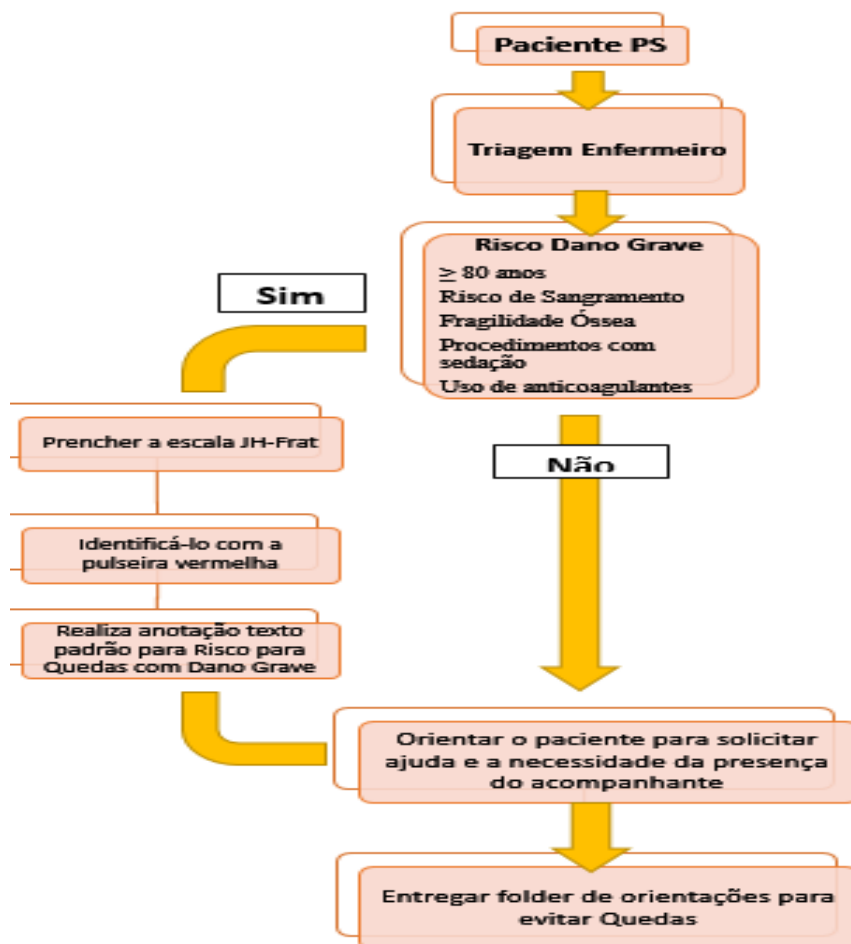 Paciente PS
Triagem Enfermeiro
Risco Dano Grave
≥ 80 anos
Risco de Sangramento
Fragilidade Óssea
Procedimentos com
sedação
Uso de anticoagulantes
Sim
Prencher a escala JH-Frat
Identificá-lo com a
pulseira vermelha
Realiza anotação texto
padrão para Risco para
Quedas com Dano Grave
Não
Orientar o paciente para solicitar
ajuda e a necessidade da presença
do acompanhante
Entregar folder de orientações para
evitar Quedas